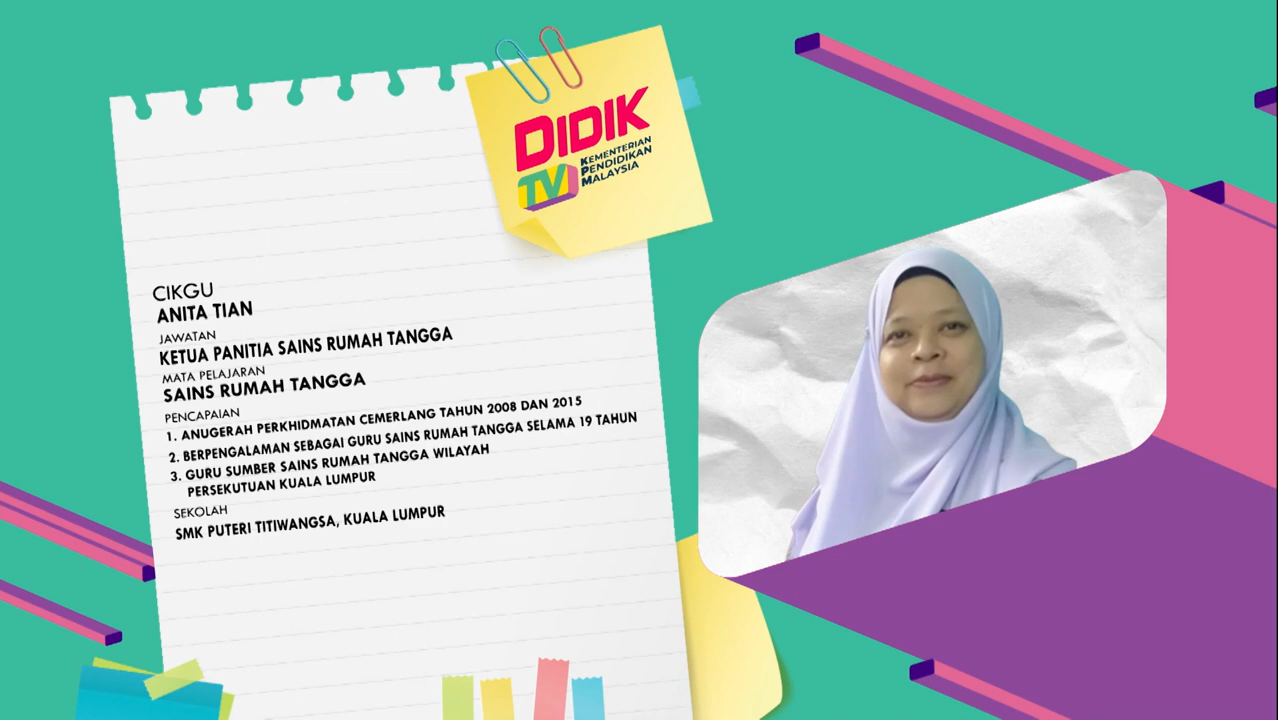 DIDIK
TV
KEMENTERIAN
PENDIDIKAN
MALAYSIA
CIKGU
ANITA TIAN
JAWATAN
KETUA PANITIA SAINS RUMAH TANGGA
MATA PELAJARAN
SAINS RUMAH TANGGA
PENCAPAIAN
1. ANUGERAH PERKHIDMATAN CEMERLANG TAHUN 2008 DAN 2015
2. BERPENGALAMAN SEBAGAI GURU SAINS RUMAH TANGGA SELAMA 19 TAHUN
3. GURU SUMBER SAINS RUMAH TANGGA WILAYAH
PERSEKUTUAN KUALA LUMPUR
SEKOLAH
SMK PUTERI TITIWANGSA, KUALA LUMPUR